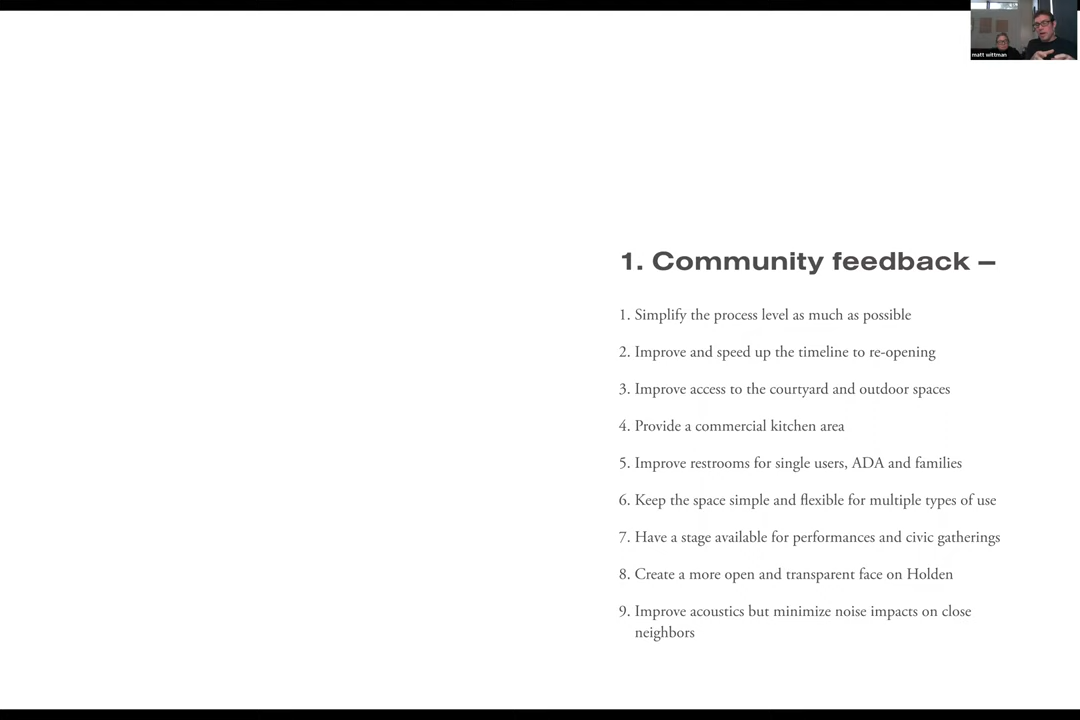 matt wittman
1. Community feedback –
1. Simplify the process level as much as possible
2. Improve and speed up the timeline to re-opening
3. Improve access to the courtyard and outdoor spaces
4. Provide a commercial kitchen area
5. Improve restrooms for single users, ADA and families
6. Keep the space simple and flexible for multiple types of use
7. Have a stage available for performances and civic gatherings
8. Create a more open and transparent face on Holden
9. Improve acoustics but minimize noise impacts on close
neighbors